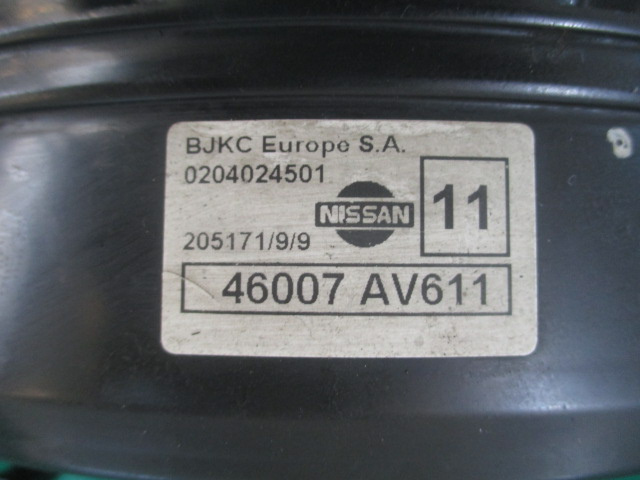 BJKC Europe S.A.
0204024501
NISSAN
11
205171/9/9
46007 AV611